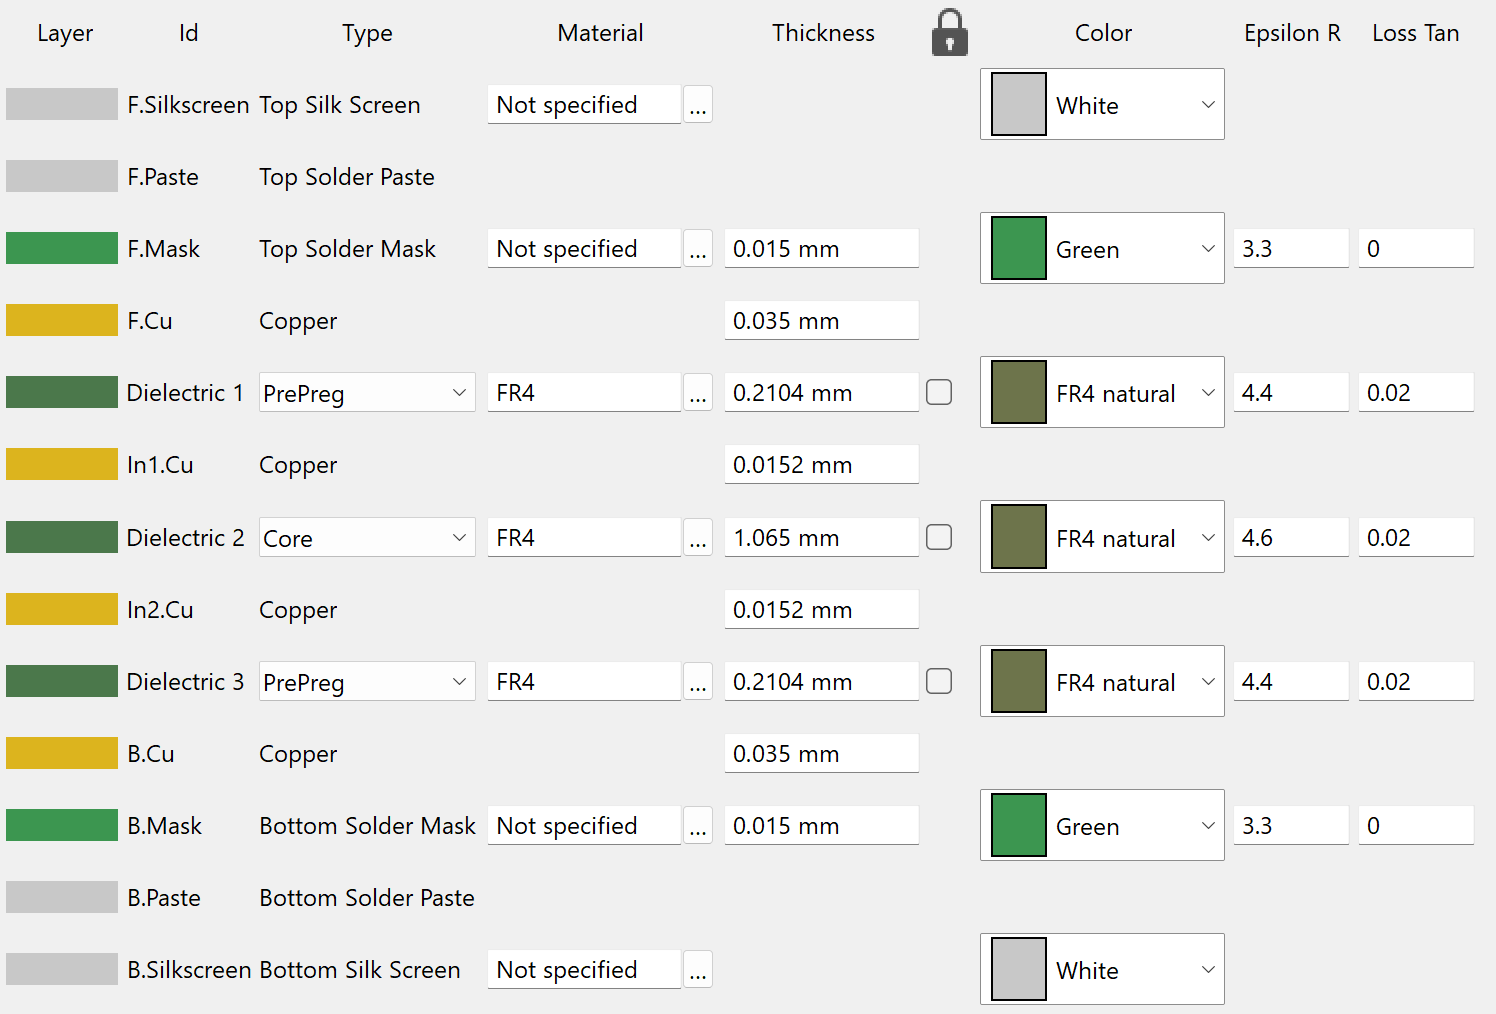 Layer Id Type Material Thickness Color Epsilon R Loss Tan
F.Silkscreen Top Silk Screen Not specified ... White
F.Paste Top Solder Paste
F.Mask Top Solder Mask Not specified ... 0.015 mm Green 3.3 0
F.Cu Copper 0.035 mm
Dielectric 1 PrePreg FR4 ... 0.2104 mm FR4 natural 4.4 0.02
In1.Cu Copper 0.0152 mm
Dielectric 2 Core FR4 ... 1.065 mm FR4 natural 4.6 0.02
In2.Cu Copper 0.0152 mm
Dielectric 3 PrePreg FR4 ... 0.2104 mm FR4 natural 4.4 0.02
B.Cu Copper 0.035 mm
B.Mask Bottom Solder Mask Not specified ... 0.015 mm Green 3.3 0
B.Paste Bottom Solder Paste
B.Silkscreen Bottom Silk Screen Not specified ... White